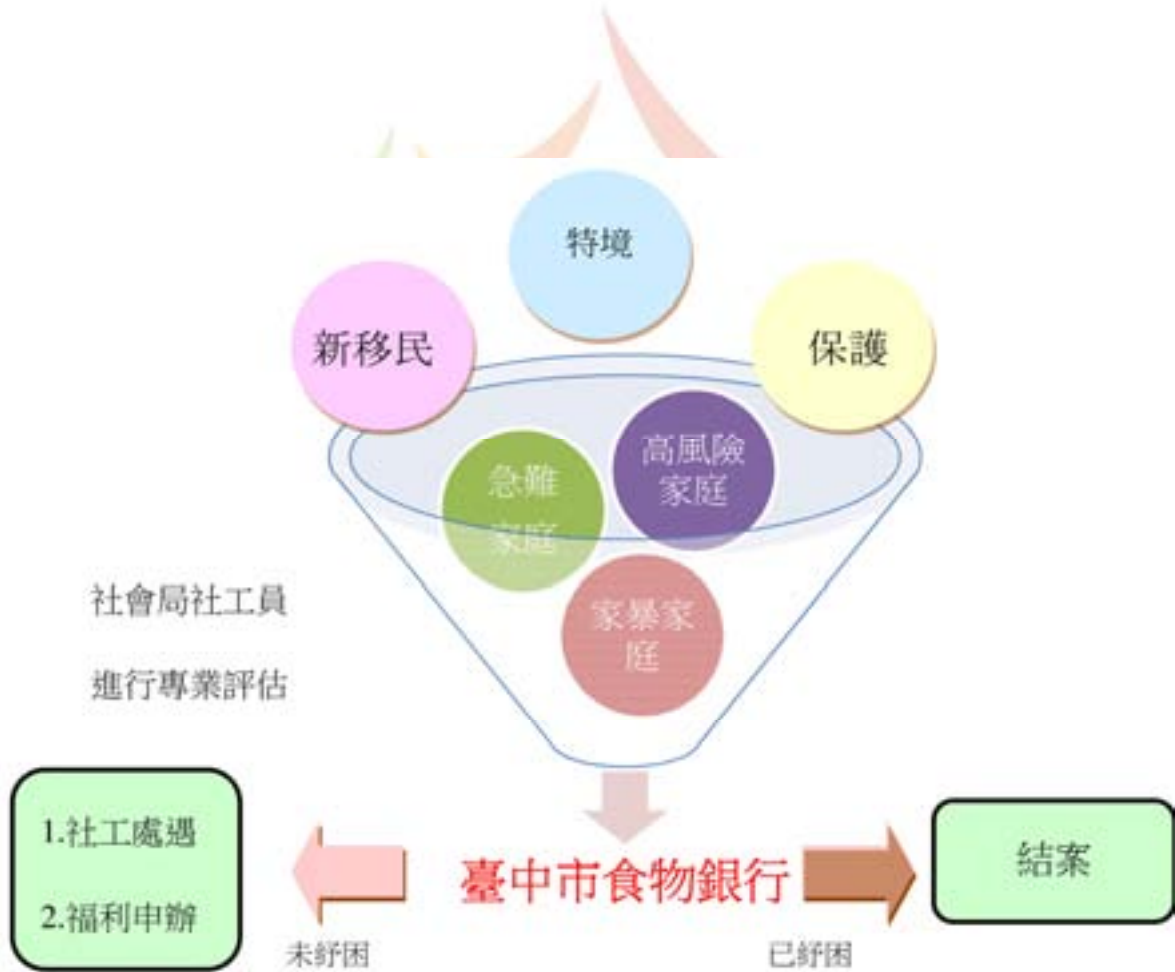 特境
新移民
保護
高風險
家庭
急難
家庭
家暴家
庭
社會局社工員
進行專業評估
1.社工處遇
2.福利申辦
臺中市食物銀行
結案
未紓困
已紓困